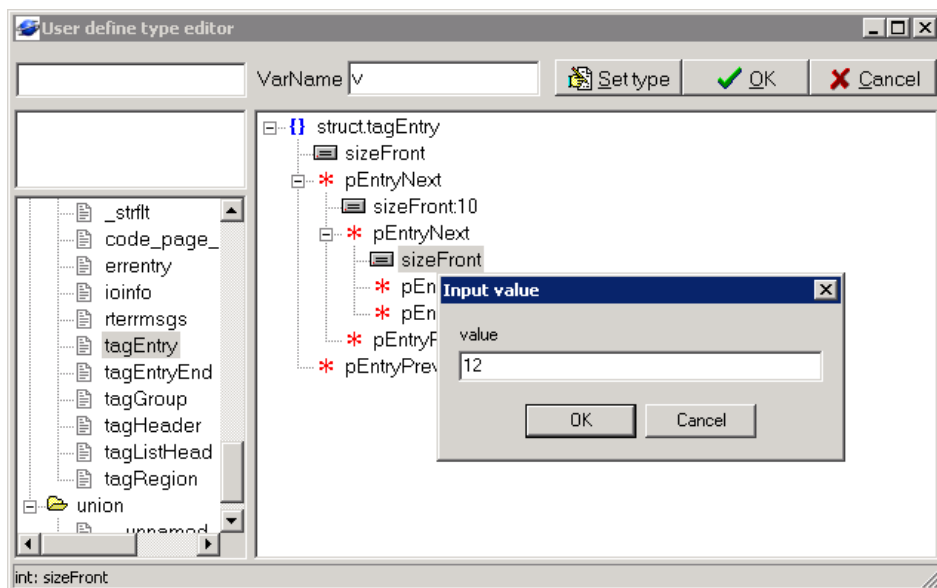 User define type editor
VarName v Set type OK Cancel
struct.tagEntry
sizeFront
pEntryNext
sizeFront:10
pEntryNext
sizeFront
pEn
pEn
pEntryP
pEntryPrev
_strflt
code_page_
errentry
ioinfo
rterrmsgs
tagEntry
tagEntryEnd
tagGroup
tagHeader
tagListHead
tagRegion
union
Input value
value
12
OK Cancel
int: sizeFront